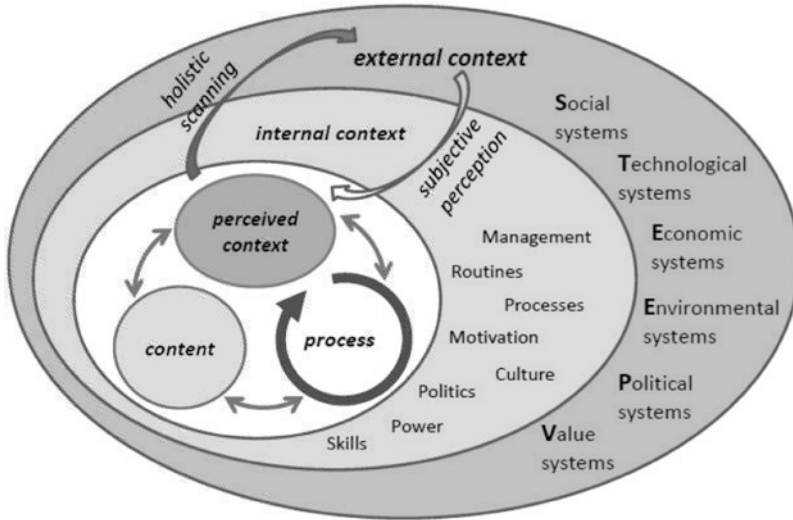 external context
holistic
scanning
internal context
subjective
perception
Social
systems
Technological
systems
Economic
systems
Environmental
systems
Political
systems
Value
systems
perceived
context
content
process
Management
Routines
Processes
Motivation
Culture
Politics
Power
Skills